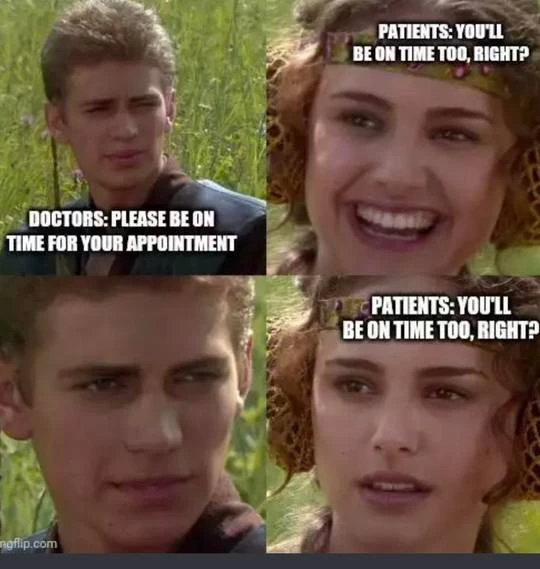 PATIENTS: YOU'LL
BE ON TIME TOO, RIGHT?
DOCTORS: PLEASE BE ON
TIME FOR YOUR APPOINTMENT
PATIENTS: YOU'LL
BE ON TIME TOO, RIGHT?
mgflip.com